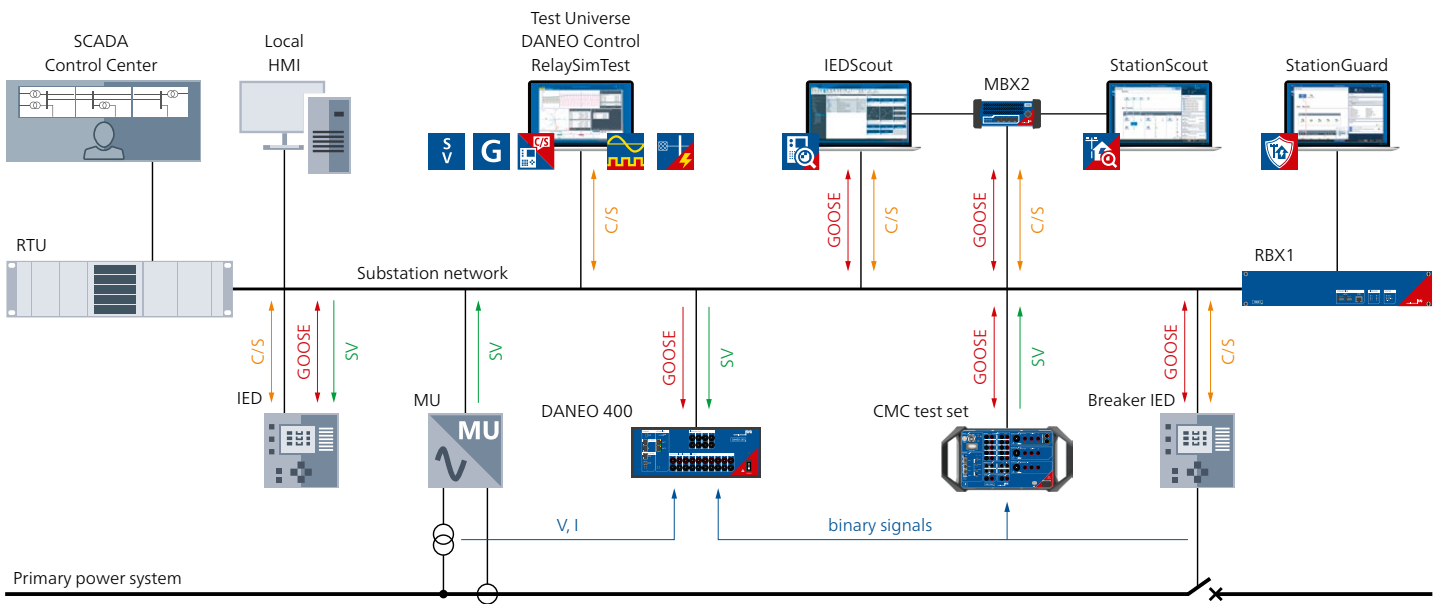 SCADA
Control Center
Local
HMI
Test Universe
DANEO Control
RelaySimTest
IEDScout
MBX2
StationScout
StationGuard
S
V
G
C/S
C/S
GOOSE
C/S
GOOSE
C/S
RTU
RBX1
Substation network
C/S
GOOSE
SV
SV
GOOSE
SV
GOOSE
SV
GOOSE
C/S
IED
MU
DANEO 400
CMC test set
Breaker IED
MU
V, I
binary signals
Primary power system